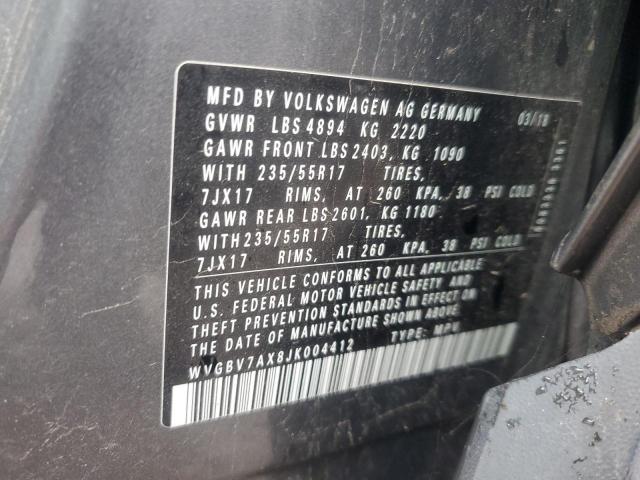 MFD BY VOLKSWAGEN AG GERMANY 03/18
GVWR LBS 4894 KG 2220
GAWR FRONT LBS 2403, KG 1090
WITH 235/55R17 TIRES,
7JX17 RIMS, AT 260 KPA, 38 PSI COLD
GAWR REAR LBS 2601, KG 1180
WITH 235/55R17 TIRES,
7JX17 RIMS, AT 260 KPA, 38 PSI COLD
THIS VEHICLE CONFORMS TO ALL APPLICABLE
U.S. FEDERAL MOTOR VEHICLE SAFETY AND
THEFT PREVENTION STANDARDS IN EFFECT ON
THE DATE OF MANUFACTURE SHOWN ABOVE.
WVGBV7AX8JK004412 TYPE: MPV